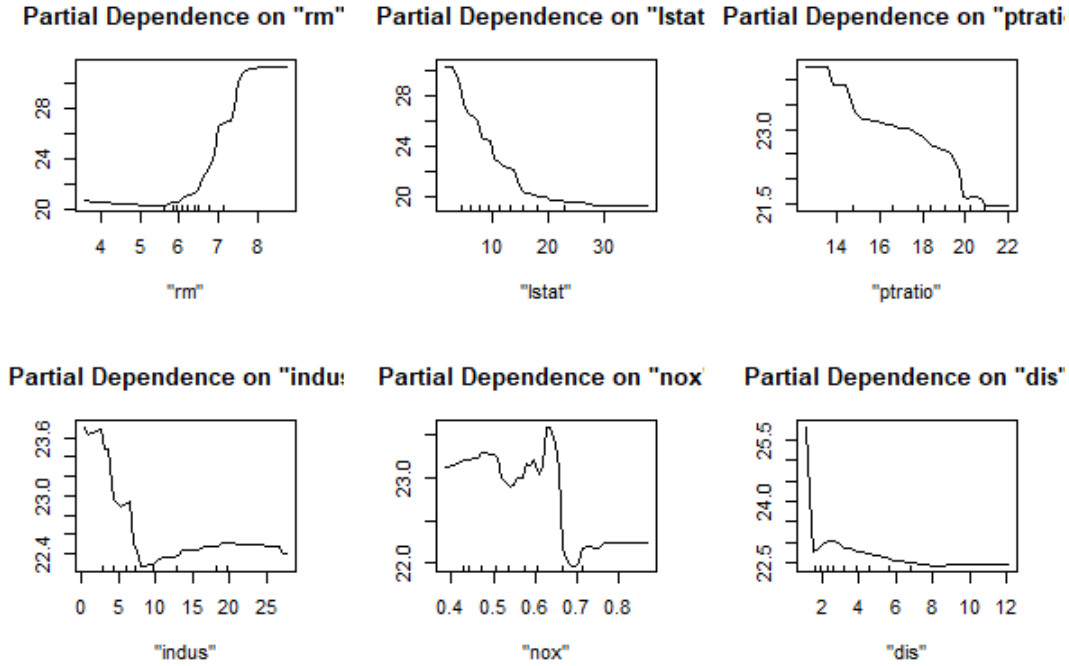 Partial Dependence on "rm"
Partial Dependence on "lstat
Partial Dependence on "ptrati
28
24
20
4 6 5 7 8
"rm"
28
24
20
10 20 30
"lstat"
23.0
21.5
14 16 18 20 22
"ptratio"
Partial Dependence on "indus
Partial Dependence on "nox"
Partial Dependence on "dis"
23.6
23.0
22.4
0 5 10 15 20 25
"indus"
23.0
22.0
0.4 0.5 0.6 0.7 0.8
"nox"
25.5
24.0
22.5
2 4 6 8 10 12
"dis"